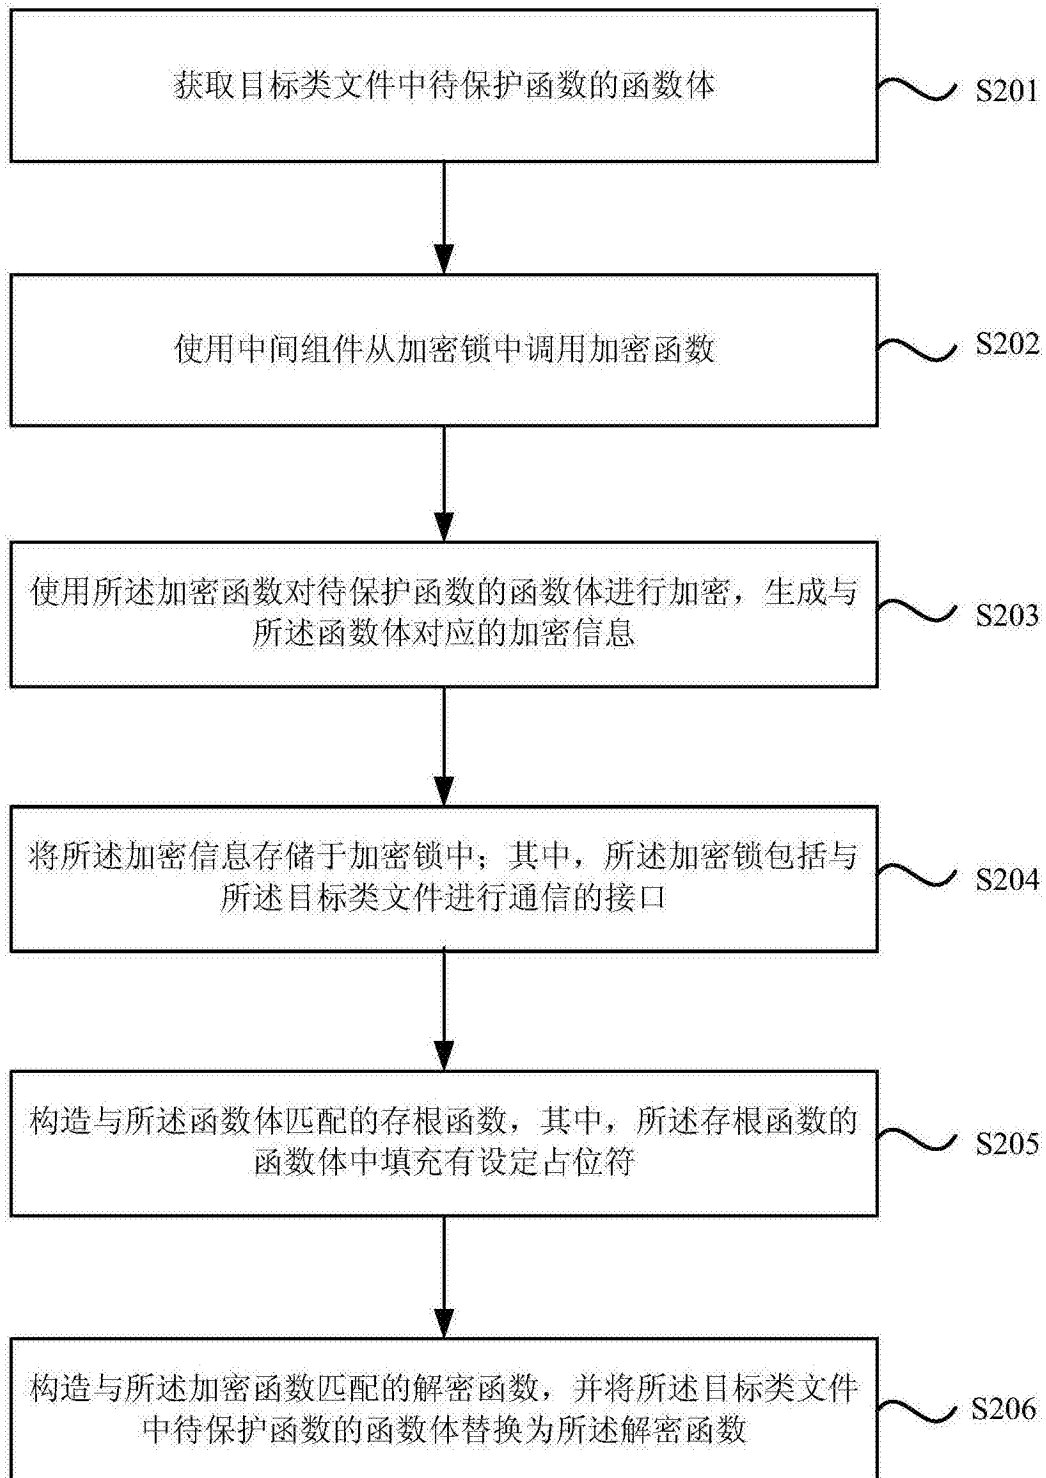 获取目标类文件中待保护函数的函数体
S201
使用中间组件从加密锁中调用加密函数
S202
使用所述加密函数对待保护函数的函数体进行加密，生成与
所述函数体对应的加密信息
S203
将所述加密信息存储于加密锁中；其中，所述加密锁包括与
所述目标类文件进行通信的接口
S204
构造与所述函数体匹配的存根函数，其中，所述存根函数的
函数体中填充有设定占位符
S205
构造与所述加密函数匹配的解密函数，并将所述目标类文件
中待保护函数的函数体替换为所述解密函数
S206